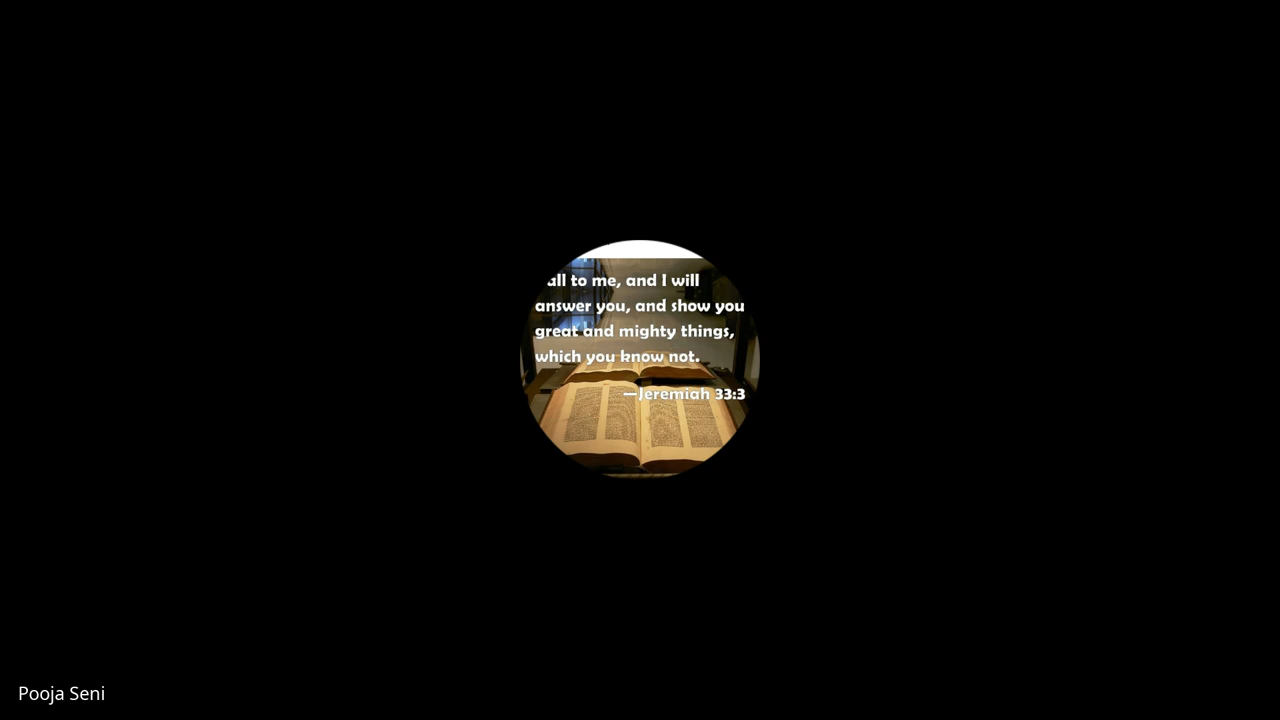 all to me, and I will
answer you, and show you
great and mighty things,
which you know not.
—Jeremiah 33:3
Pooja Seni